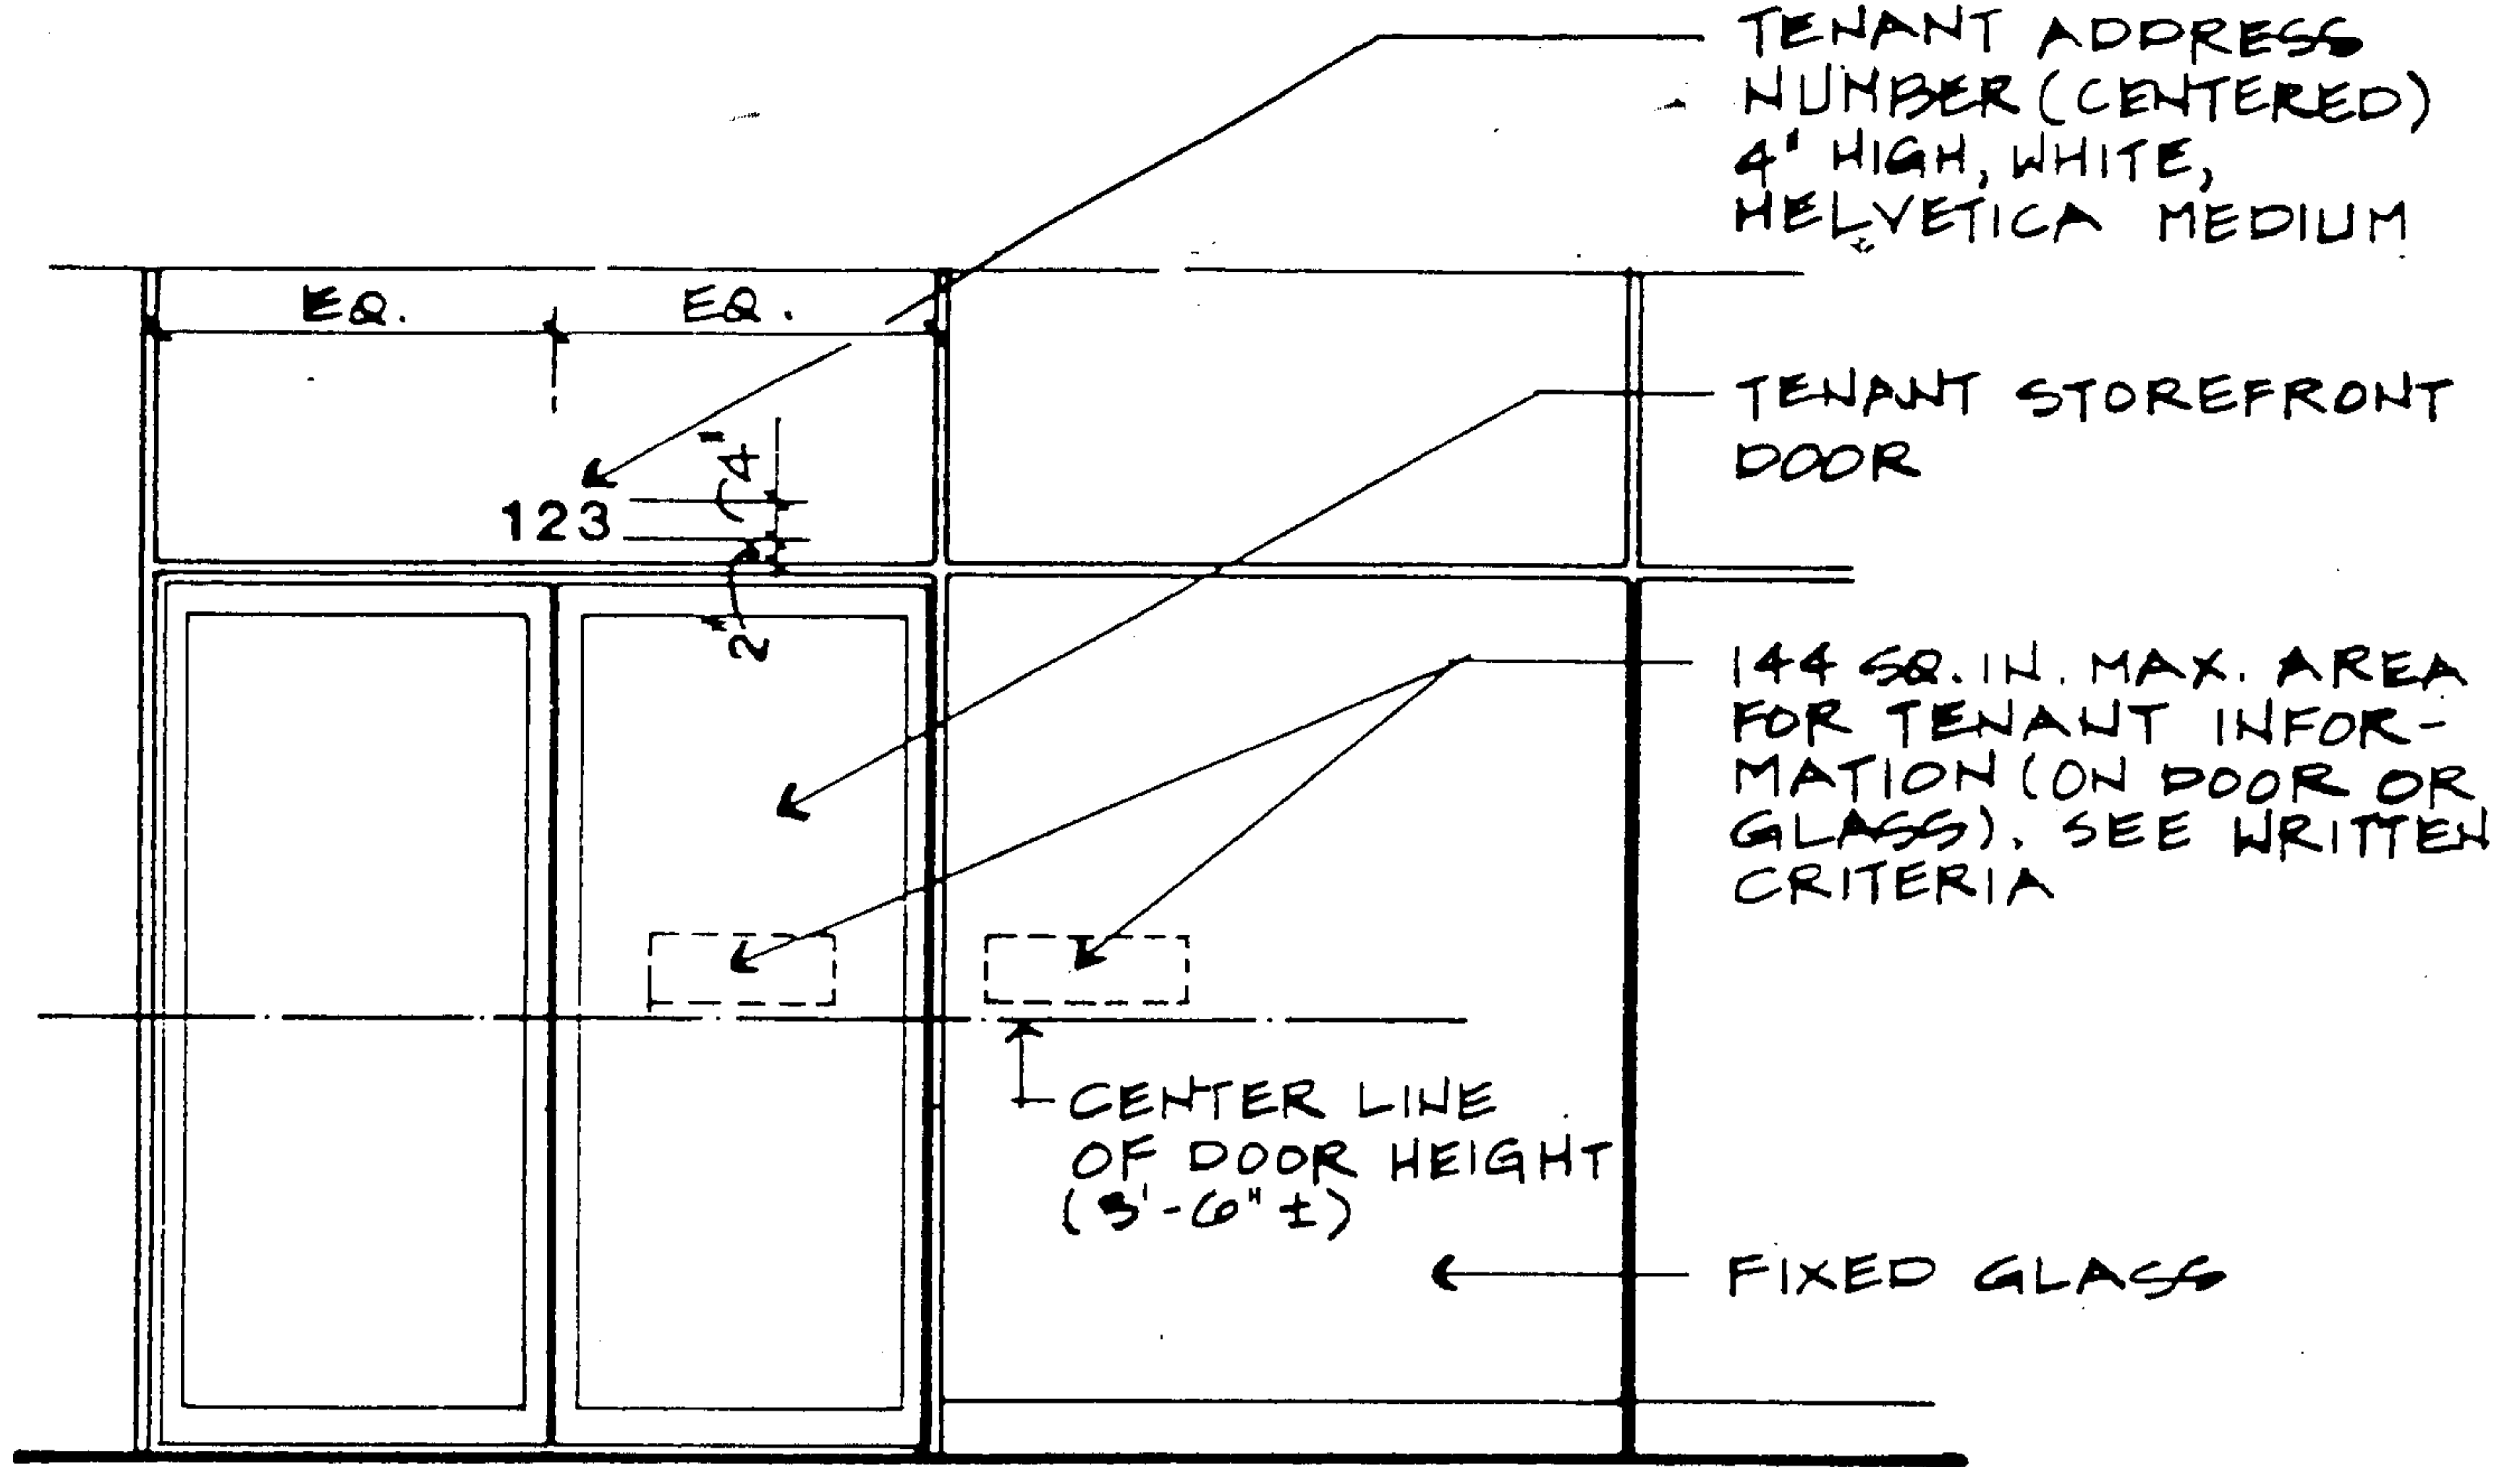 TENANT ADDRESS
NUMBER (CENTERED)
4' HIGH, WHITE,
HELVETICA MEDIUM
EQ.
EQ.
TENANT STOREFRONT
DOOR
4'
123
2"
144 SQ. IN. MAX. AREA
FOR TENANT INFOR-
MATION (ON DOOR OR
GLASS). SEE WRITTEN
CRITERIA
CENTER LINE
OF DOOR HEIGHT
(3'-6" ±)
FIXED GLASS